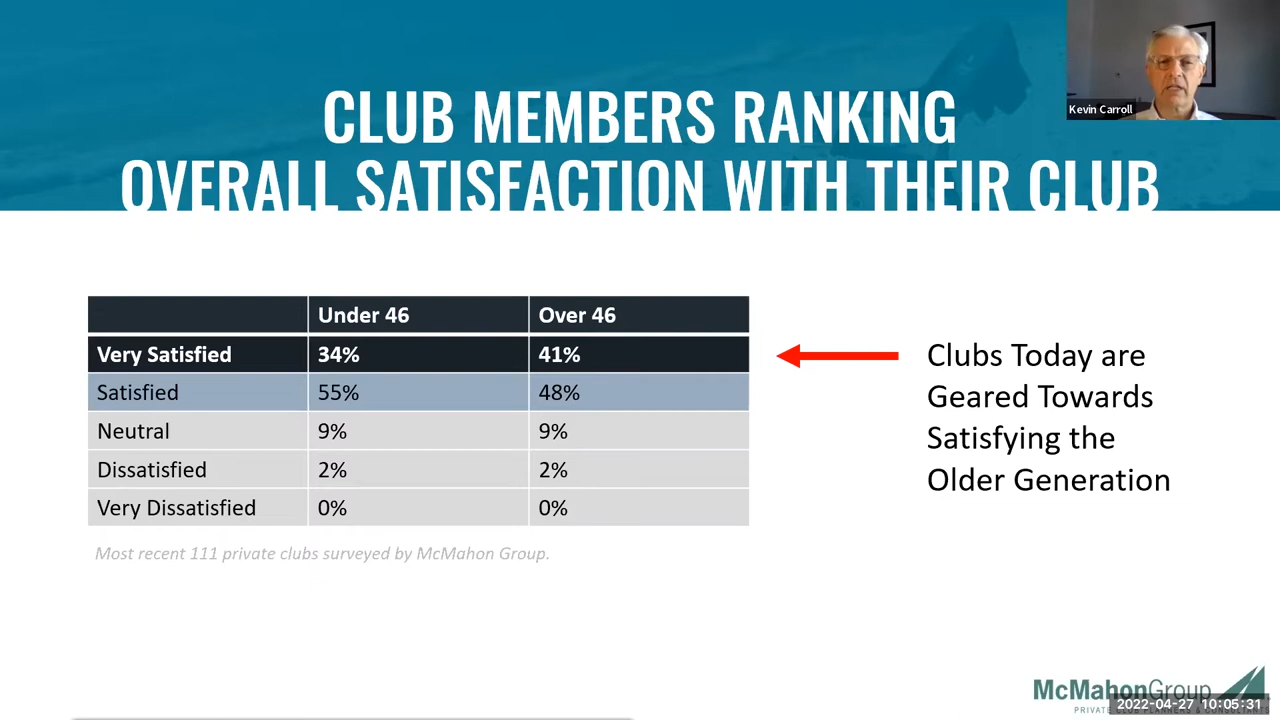 CLUB MEMBERS RANKING
OVERALL SATISFACTION WITH THEIR CLUB
Kevin Carroll
Under 46 Over 46
Very Satisfied 34% 41%
Satisfied 55% 48%
Neutral 9% 9%
Dissatisfied 2% 2%
Very Dissatisfied 0% 0%
Clubs Today are
Geared Towards
Satisfying the
Older Generation
Most recent 111 private clubs surveyed by McMahon Group.
McMahonGroup
2022-04-27 10:05:31